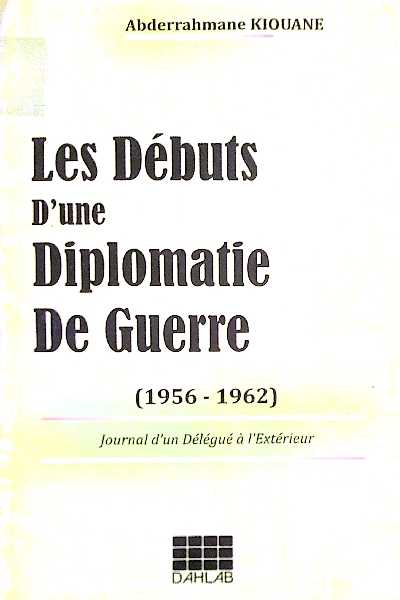 Abderrahmane KIOUANE
Les Débuts
D'une
Diplomatie
De Guerre
(1956 - 1962)
Journal d'un Délégué à l'Extérieur
DAHLAB